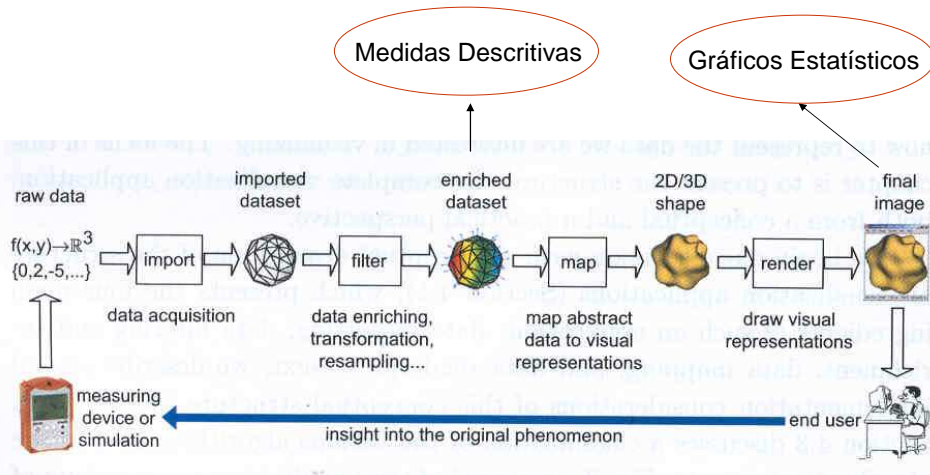 Medidas Descritivas
Gráficos Estatísticos
raw data
imported
dataset
enriched
dataset
2D/3D
shape
final
image
f(x,y)→ℝ³
{0,2,-5,...}
import
filter
map
render
data acquisition
data enriching,
transformation,
resampling...
map abstract
data to visual
representations
draw visual
representations
measuring
device or
simulation
insight into the original phenomenon
end user